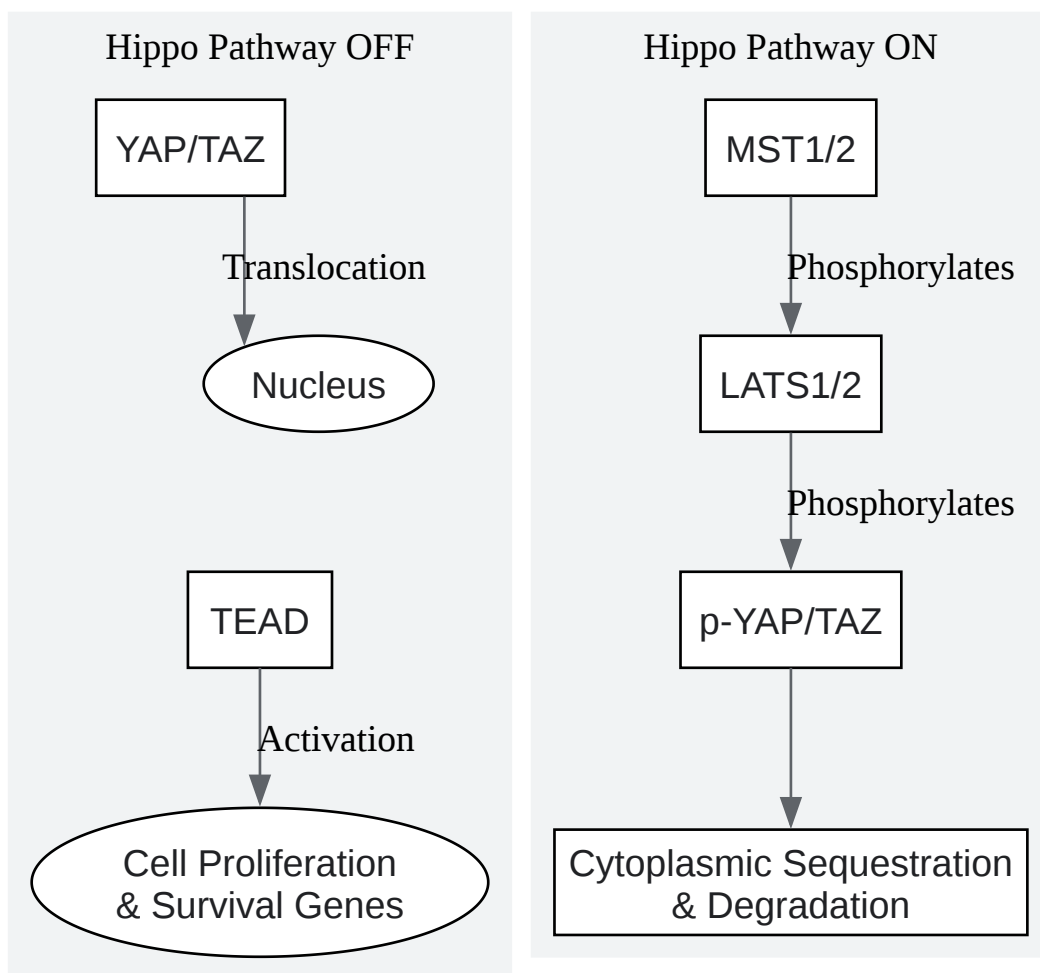 Hippo Pathway OFF
YAP/TAZ
Translocation
Nucleus
TEAD
Activation
Cell Proliferation
& Survival Genes
Hippo Pathway ON
MST1/2
Phosphorylates
LATS1/2
Phosphorylates
p-YAP/TAZ
Cytoplasmic Sequestration
& Degradation